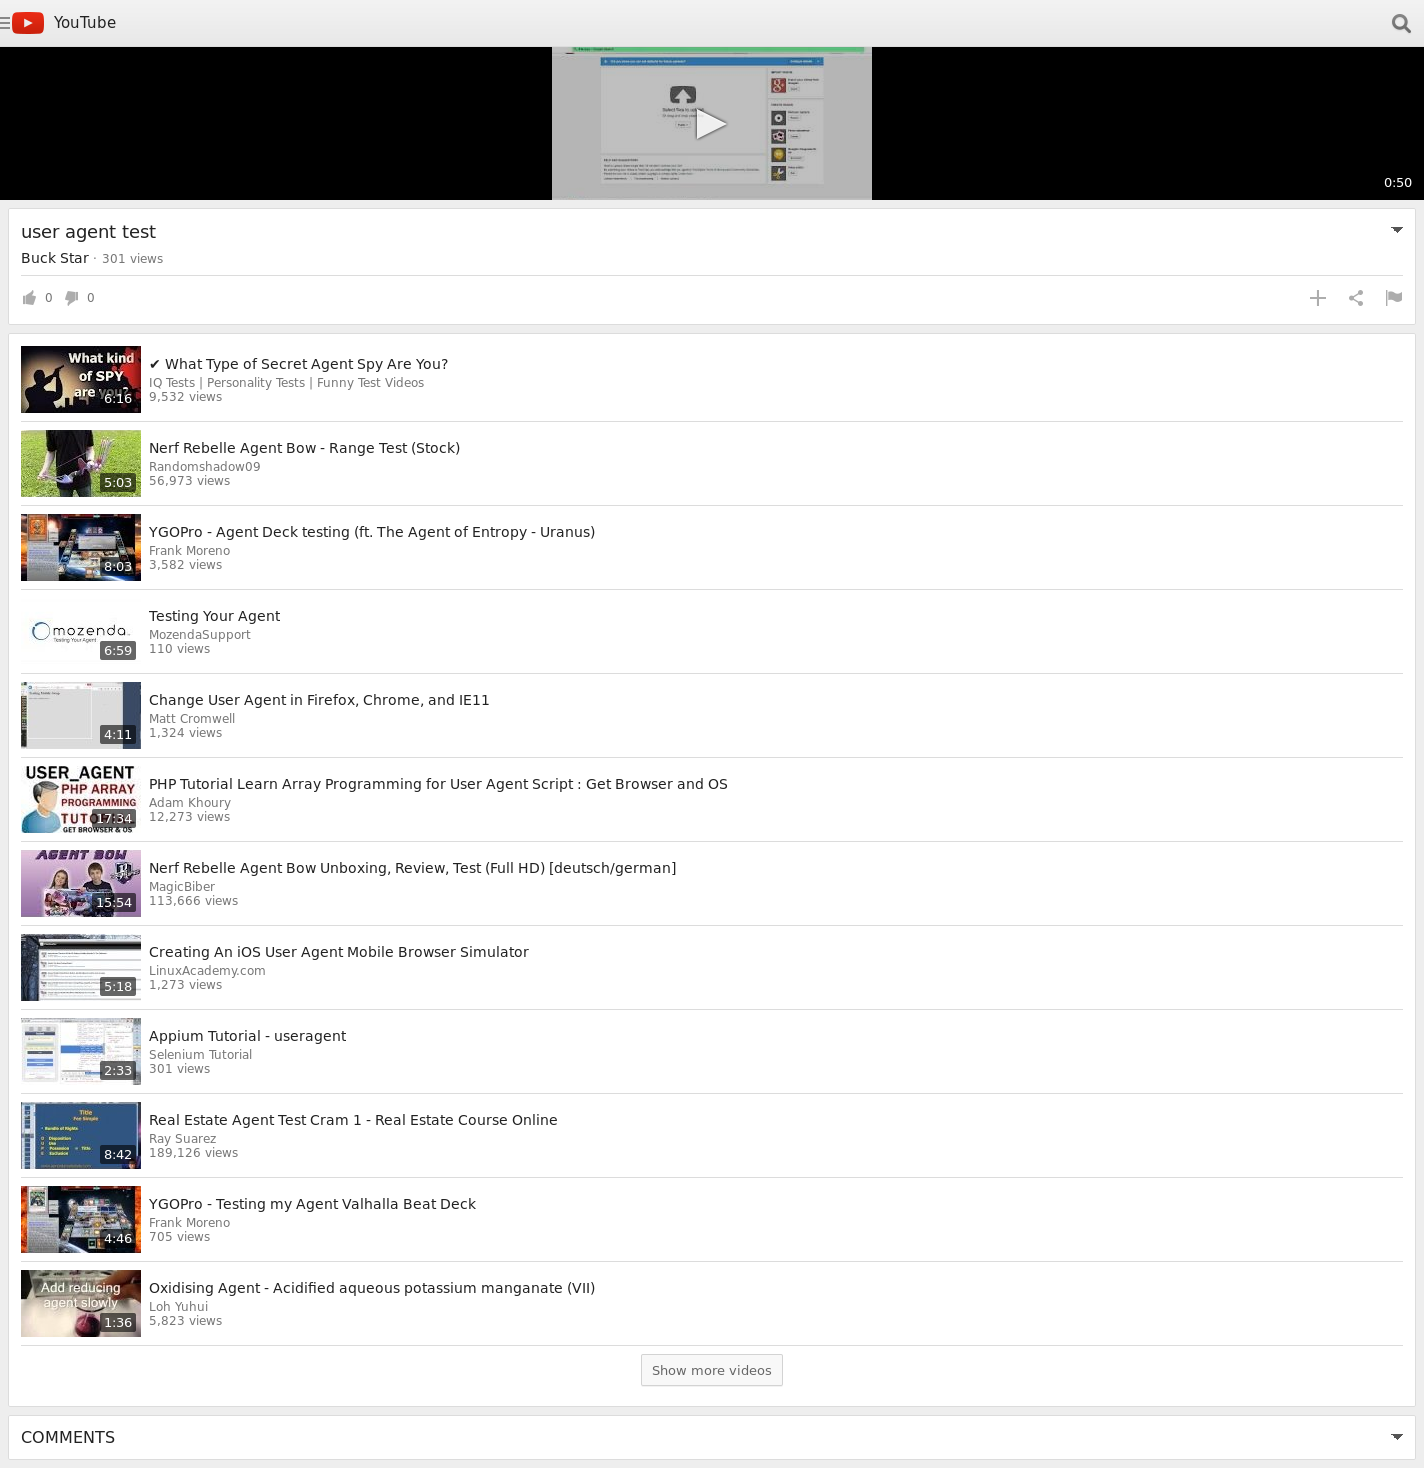 YouTube
0:50
user agent test
Buck Star · 301 views
0 0
What kind
of SPY
are you?
6:16
✔ What Type of Secret Agent Spy Are You?
IQ Tests | Personality Tests | Funny Test Videos
9,532 views
5:03
Nerf Rebelle Agent Bow - Range Test (Stock)
Randomshadow09
56,973 views
8:03
YGOPro - Agent Deck testing (ft. The Agent of Entropy - Uranus)
Frank Moreno
3,582 views
mozenda
Testing Your Agent
6:59
Testing Your Agent
MozendaSupport
110 views
4:11
Change User Agent in Firefox, Chrome, and IE11
Matt Cromwell
1,324 views
USER_AGENT
PHP ARRAY
PROGRAMMING
17:34
GET BROWSER & OS
PHP Tutorial Learn Array Programming for User Agent Script : Get Browser and OS
Adam Khoury
12,273 views
AGENT BOW
15:54
Nerf Rebelle Agent Bow Unboxing, Review, Test (Full HD) [deutsch/german]
MagicBiber
113,666 views
5:18
Creating An iOS User Agent Mobile Browser Simulator
LinuxAcademy.com
1,273 views
2:33
Appium Tutorial - useragent
Selenium Tutorial
301 views
Title
Fee Simple
Bundle of Rights
Disposition
Use
Possession Title
Exclusion
8:42
Real Estate Agent Test Cram 1 - Real Estate Course Online
Ray Suarez
189,126 views
4:46
YGOPro - Testing my Agent Valhalla Beat Deck
Frank Moreno
705 views
Add reducing
agent slowly
1:36
Oxidising Agent - Acidified aqueous potassium manganate (VII)
Loh Yuhui
5,823 views
Show more videos
COMMENTS